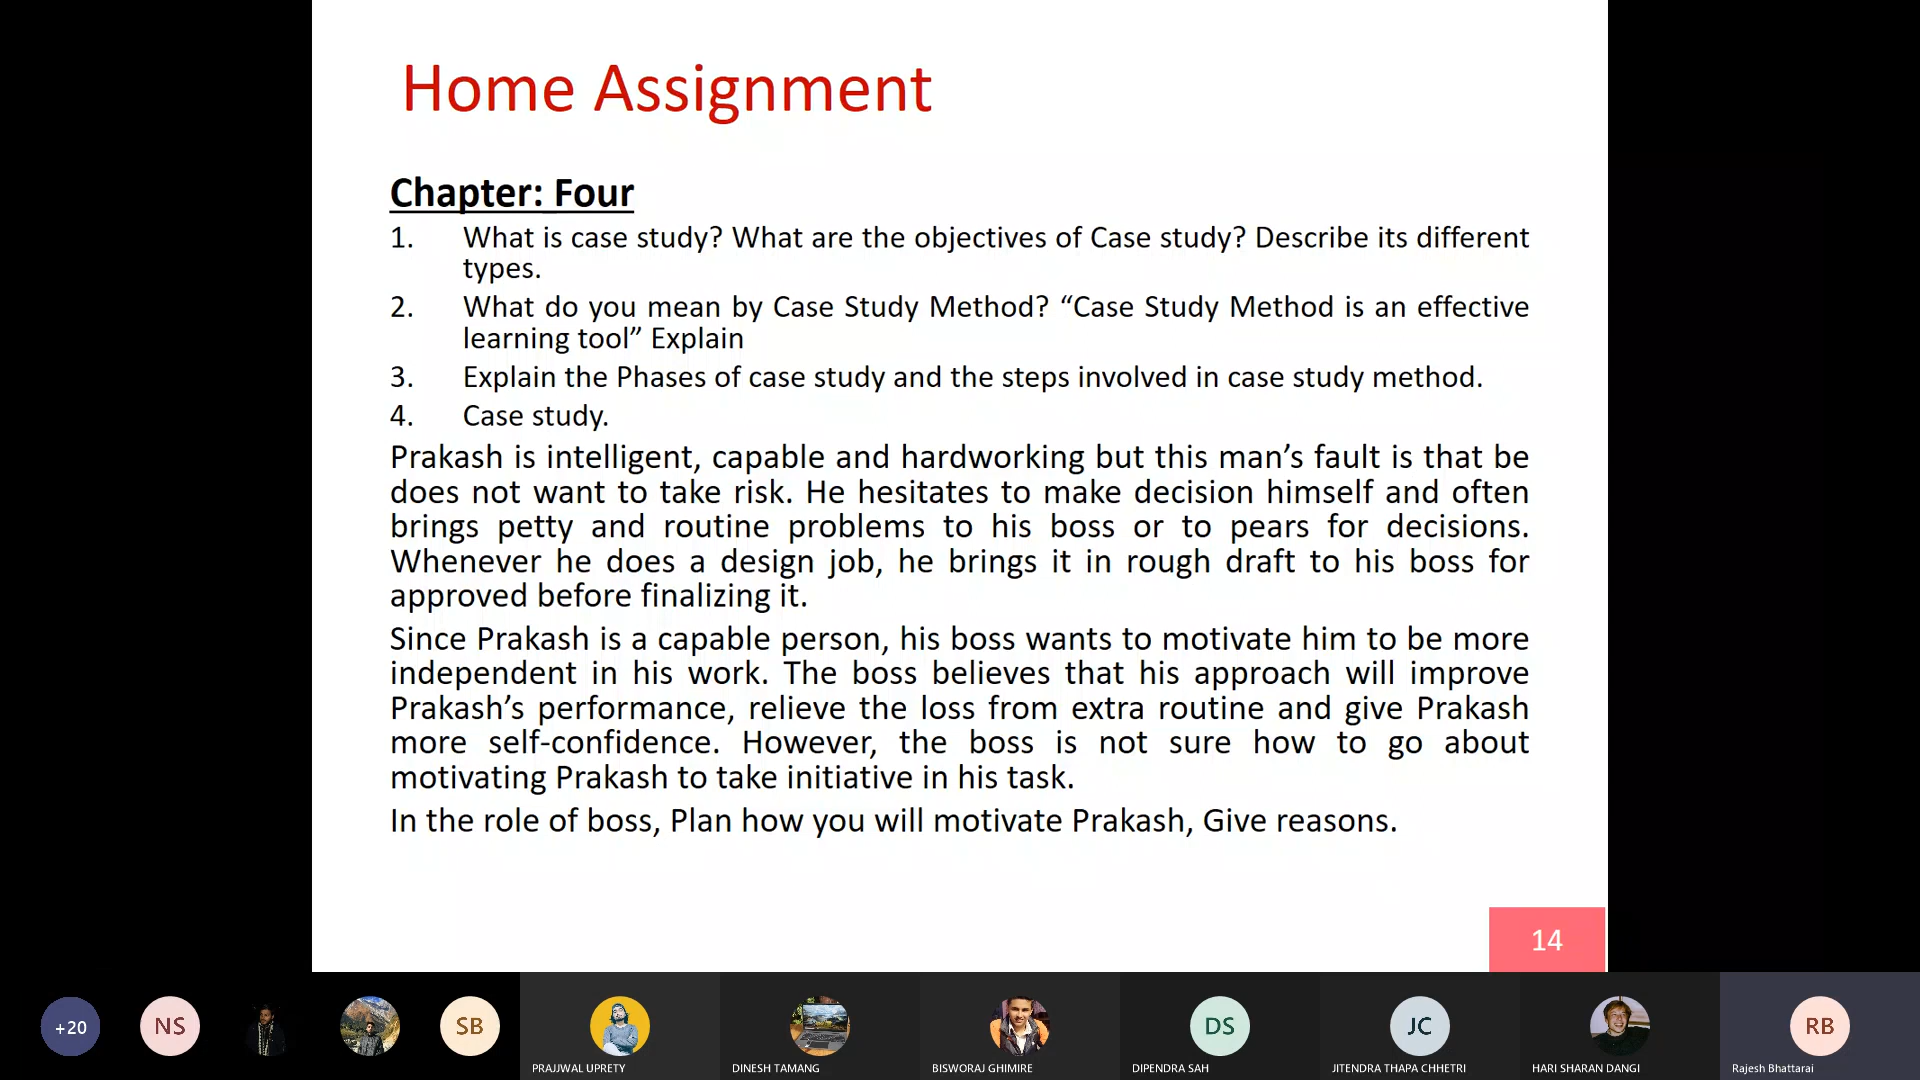 Home Assignment
Chapter: Four
1. What is case study? What are the objectives of Case study? Describe its different
types.
2. What do you mean by Case Study Method? “Case Study Method is an effective
learning tool” Explain
3. Explain the Phases of case study and the steps involved in case study method.
4. Case study.
Prakash is intelligent, capable and hardworking but this man’s fault is that be
does not want to take risk. He hesitates to make decision himself and often
brings petty and routine problems to his boss or to pears for decisions.
Whenever he does a design job, he brings it in rough draft to his boss for
approved before finalizing it.
Since Prakash is a capable person, his boss wants to motivate him to be more
independent in his work. The boss believes that his approach will improve
Prakash’s performance, relieve the loss from extra routine and give Prakash
more self-confidence. However, the boss is not sure how to go about
motivating Prakash to take initiative in his task.
In the role of boss, Plan how you will motivate Prakash, Give reasons.
14
+20 NS SB DS JC RB
PRAJJWAL UPRETY DINESH TAMANG BISWORAJ GHIMIRE DIPENDRA SAH JITENDRA THAPA CHHETRI HARI SHARAN DANGI Rajesh Bhattarai